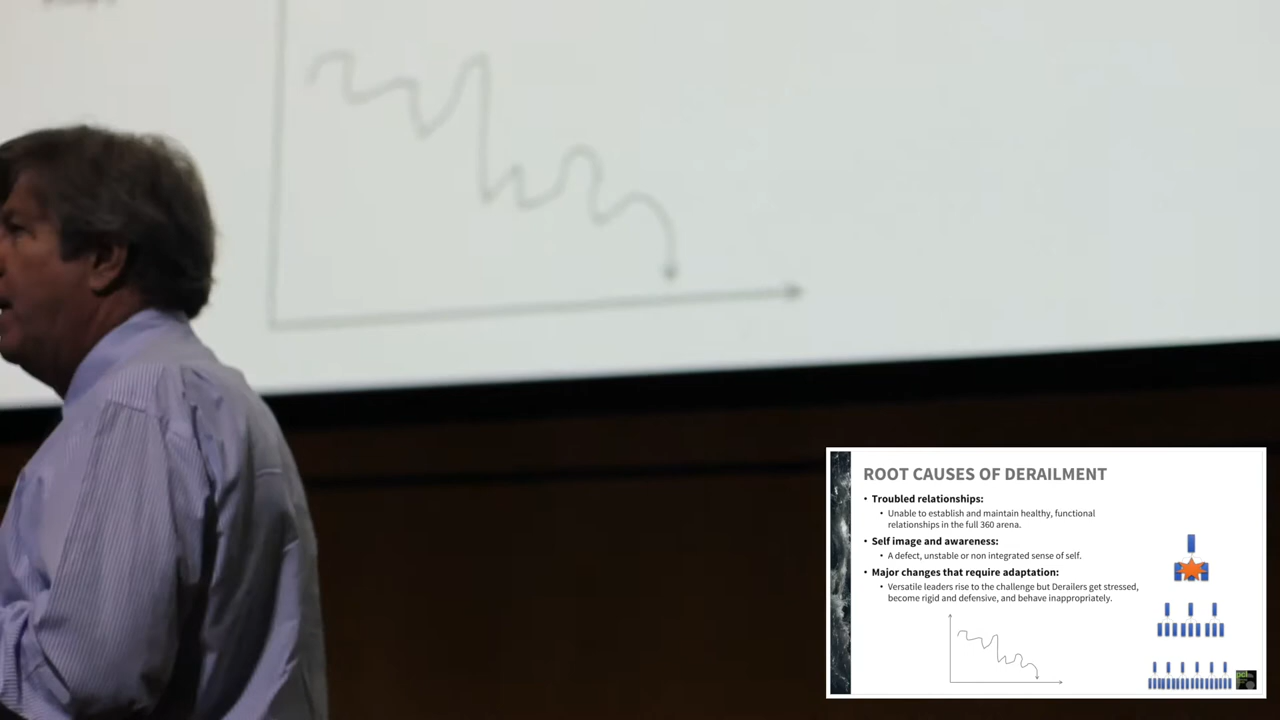 ROOT CAUSES OF DERAILMENT
• Troubled relationships:
• Unable to establish and maintain healthy, functional
relationships in the full 360 arena.
• Self image and awareness:
• A defect, unstable or non integrated sense of self.
• Major changes that require adaptation:
• Versatile leaders rise to the challenge but Derailers get stressed,
become rigid and defensive, and behave inappropriately.